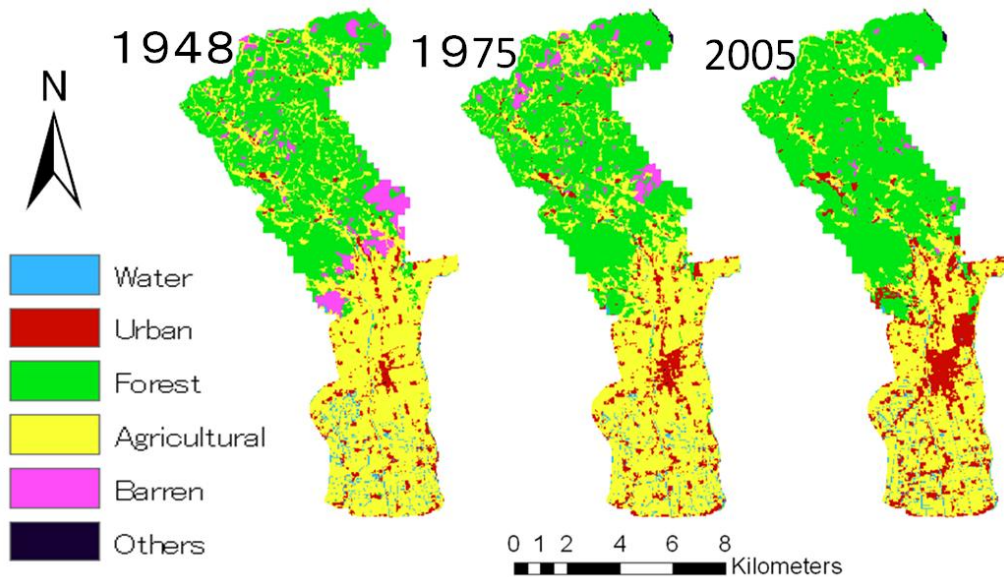 1948
1975
2005
N
Water
Urban
Forest
Agricultural
Barren
Others
0 1 2 4 6 8
Kilometers